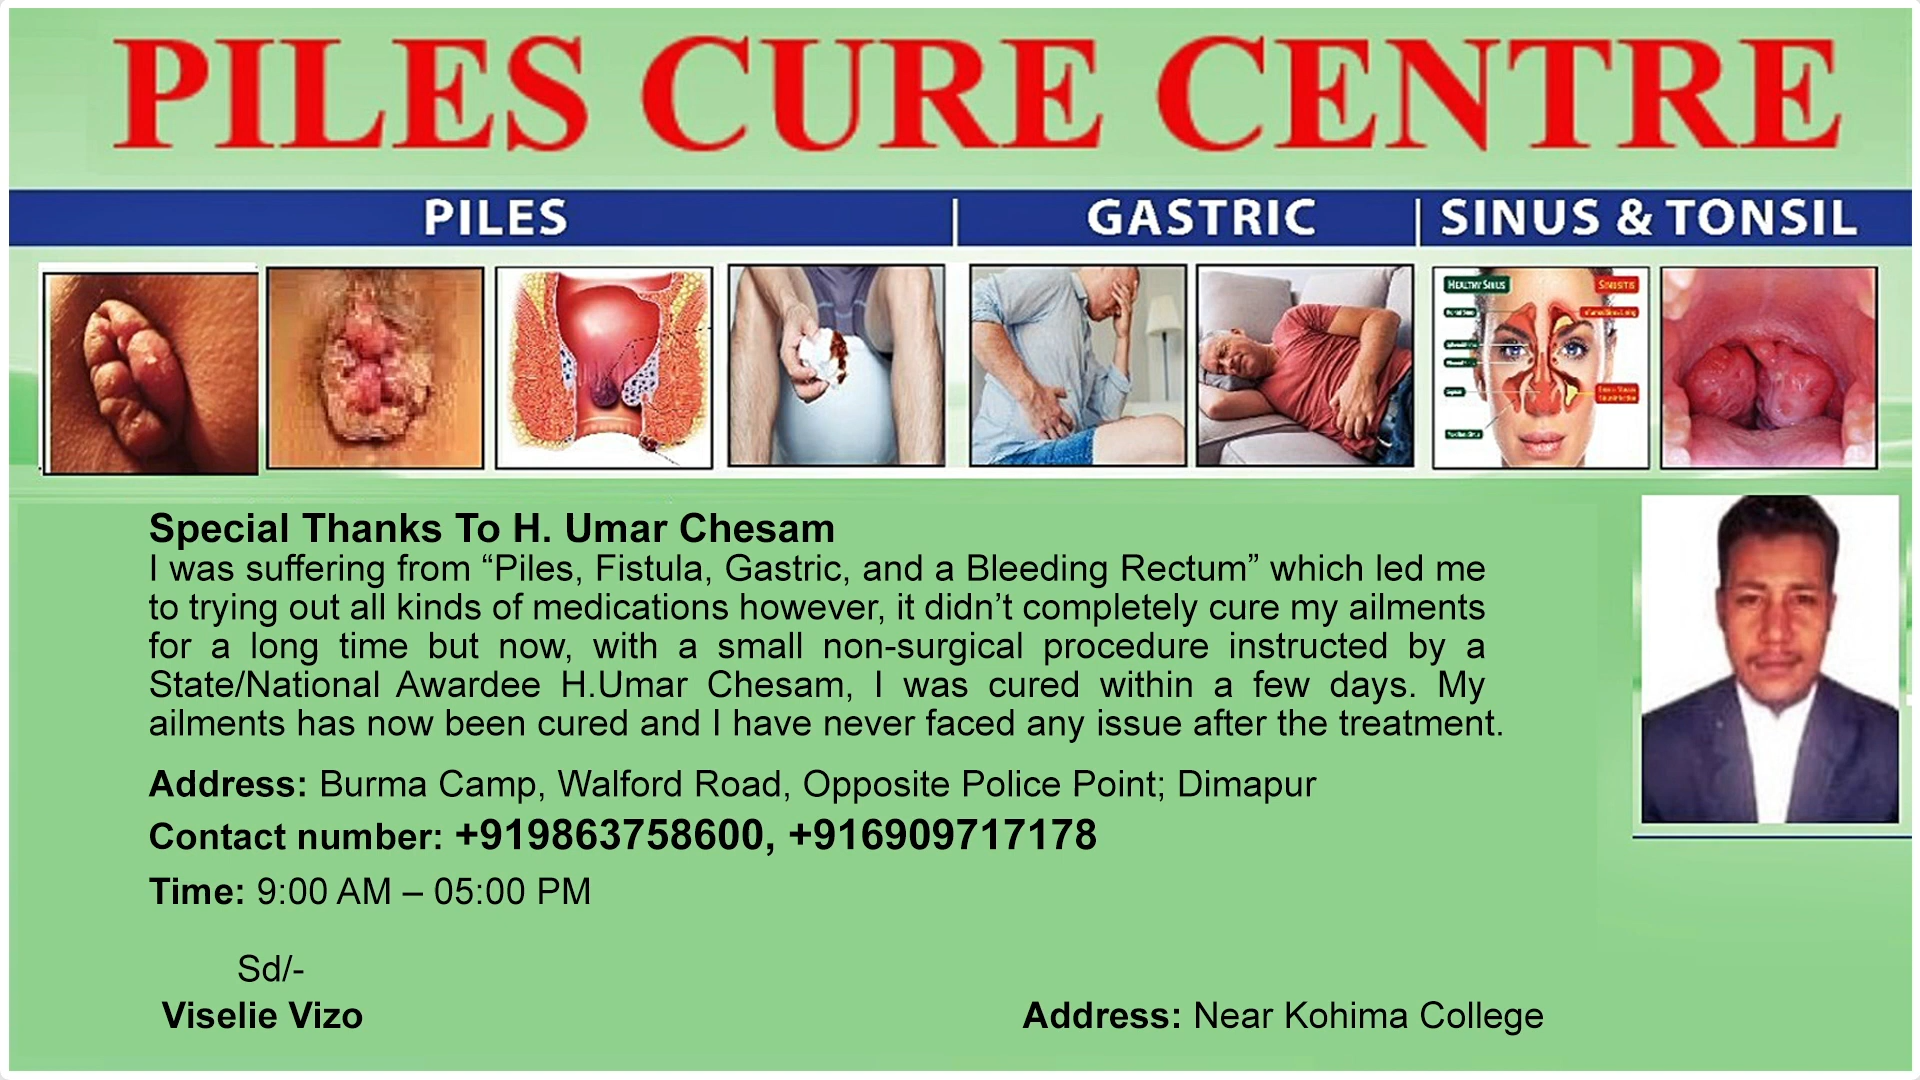 PILES CURE CENTRE
PILES | GASTRIC | SINUS & TONSIL
HEALTHY SINUS SINUSITIS
Special Thanks To H. Umar Chesam
I was suffering from “Piles, Fistula, Gastric, and a Bleeding Rectum” which led me
to trying out all kinds of medications however, it didn’t completely cure my ailments
for a long time but now, with a small non-surgical procedure instructed by a
State/National Awardee H.Umar Chesam, I was cured within a few days. My
ailments has now been cured and I have never faced any issue after the treatment.
Address: Burma Camp, Walford Road, Opposite Police Point; Dimapur
Contact number: +919863758600, +916909717178
Time: 9:00 AM – 05:00 PM
Sd/-
Viselie Vizo
Address: Near Kohima College